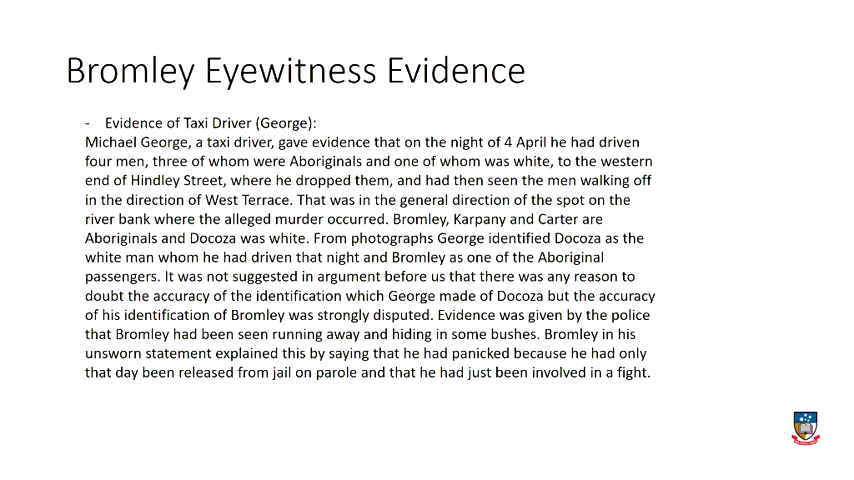 Bromley Eyewitness Evidence
- Evidence of Taxi Driver (George):
Michael George, a taxi driver, gave evidence that on the night of 4 April he had driven
four men, three of whom were Aboriginals and one of whom was white, to the western
end of Hindley Street, where he dropped them, and had then seen the men walking off
in the direction of West Terrace. That was in the general direction of the spot on the
river bank where the alleged murder occurred. Bromley, Karpany and Carter are
Aboriginals and Docoza was white. From photographs George identified Docoza as the
white man whom he had driven that night and Bromley as one of the Aboriginal
passengers. It was not suggested in argument before us that there was any reason to
doubt the accuracy of the identification which George made of Docoza but the accuracy
of his identification of Bromley was strongly disputed. Evidence was given by the police
that Bromley had been seen running away and hiding in some bushes. Bromley in his
unsworn statement explained this by saying that he had panicked because he had only
that day been released from jail on parole and that he had just been involved in a fight.